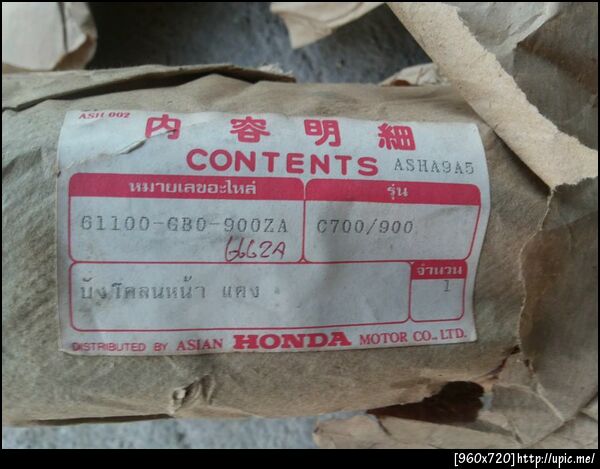 ASH 002
内容明細
CONTENTS ASHA9A5
หมายเลขอะไหล่ รุ่น
61100-GB0-900ZA C700/900
6662A
บังโคลนหน้า แดง
จำนวน
1
DISTRIBUTED BY ASIAN HONDA MOTOR CO., LTD.
[960x720]http://upic.me/